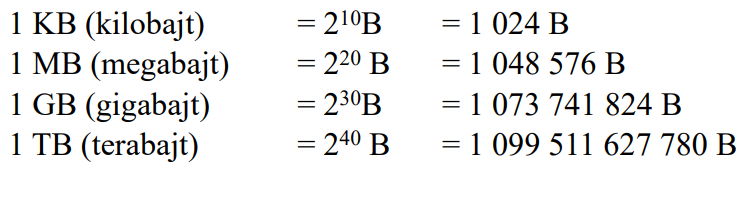 1 KB (kilobajt) = 2¹⁰B = 1 024 B
1 MB (megabajt) = 2²⁰ B = 1 048 576 B
1 GB (gigabajt) = 2³⁰B = 1 073 741 824 B
1 TB (terabajt) = 2⁴⁰ B = 1 099 511 627 780 B